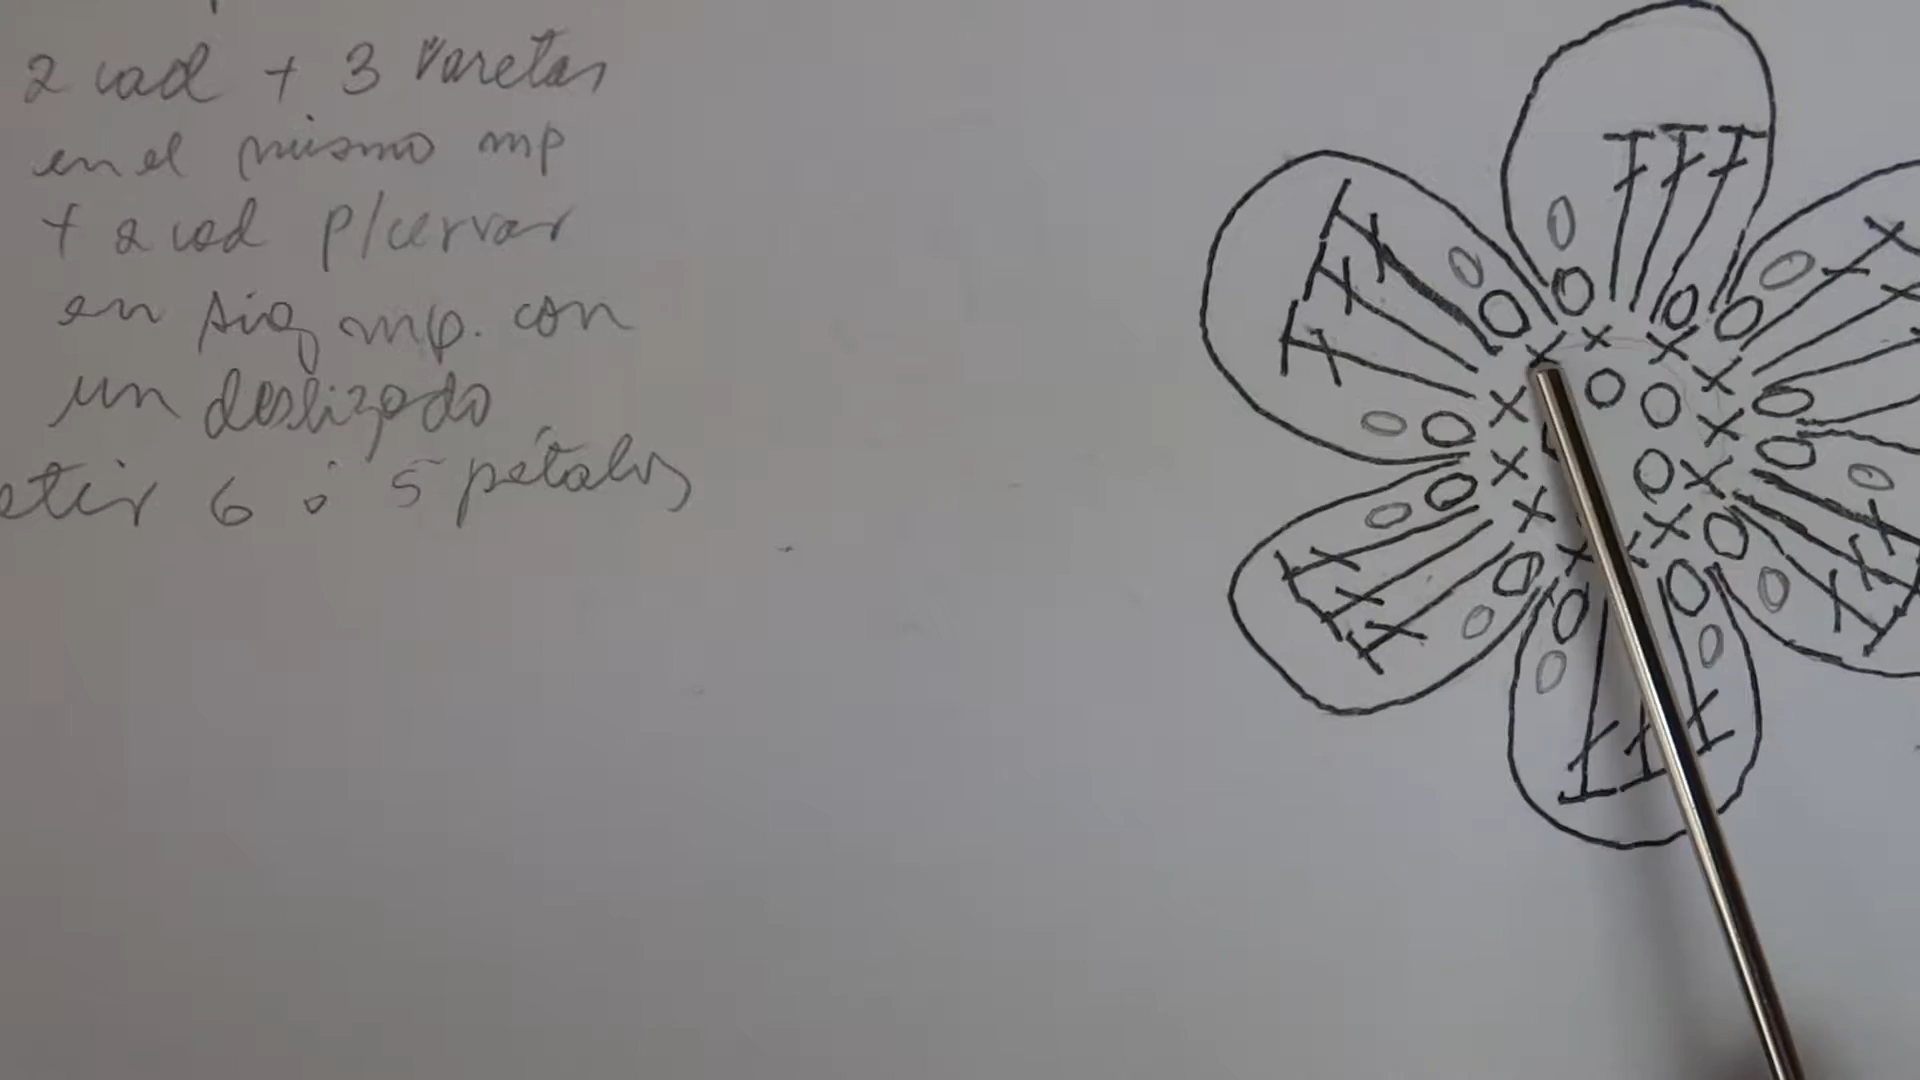 2 cad + 3 varetas
en el mismo mp
+ 2 cad p/cerrar
en sig mp. con
un deslizado
etir 6 ó 5 pétalos